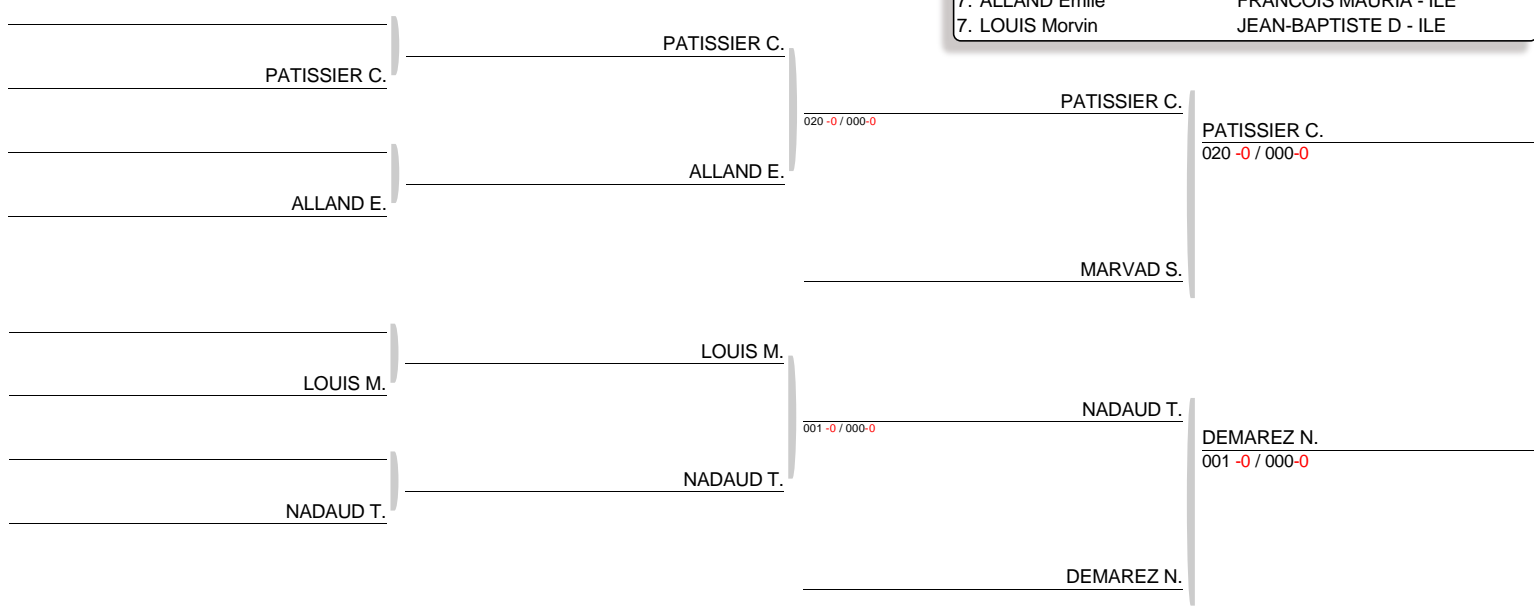 7. ALLAND Emile FRANCOIS MAURIA - ILE
7. LOUIS Morvin JEAN-BAPTISTE D - ILE
PATISSIER C.
PATISSIER C.
PATISSIER C.
020 -0 / 000-0
PATISSIER C.
020 -0 / 000-0
ALLAND E.
ALLAND E.
MARVAD S.
LOUIS M.
LOUIS M.
NADAUD T.
001 -0 / 000-0
DEMAREZ N.
001 -0 / 000-0
NADAUD T.
NADAUD T.
DEMAREZ N.